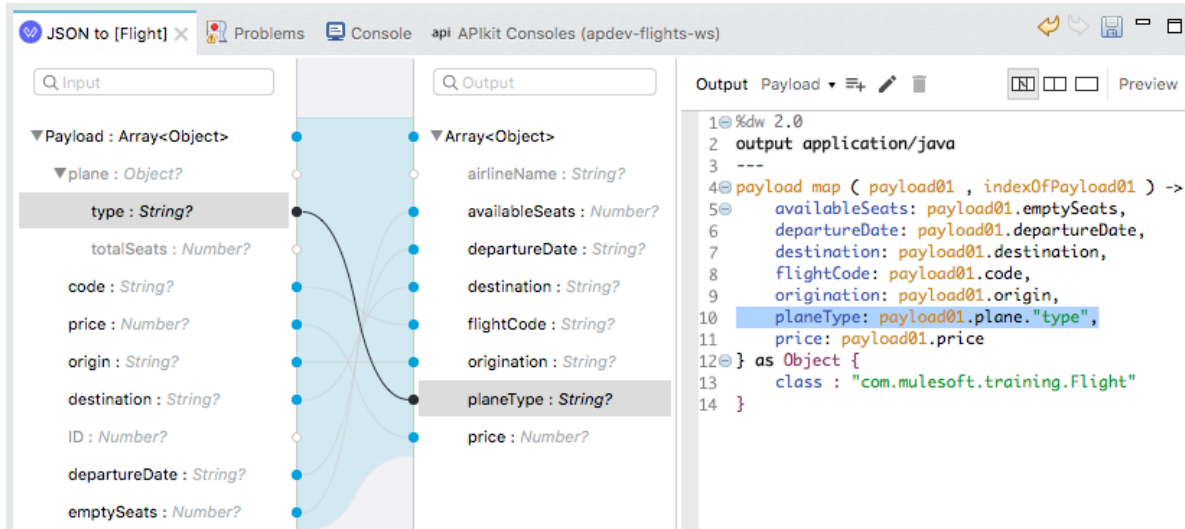 JSON to [Flight] Problems Console api APIkit Consoles (apdev-flights-ws)
Input
Payload : Array<Object>
plane : Object?
type : String?
totalSeats : Number?
code : String?
price : Number?
origin : String?
destination : String?
ID : Number?
departureDate : String?
emptySeats : Number?
Output
Array<Object>
airlineName : String?
availableSeats : Number?
departureDate : String?
destination : String?
flightCode : String?
origination : String?
planeType : String?
price : Number?
Output Payload Preview
1 %dw 2.0
2 output application/java
3 ---
4 payload map ( payload01 , indexOfPayload01 ) ->
5 availableSeats: payload01.emptySeats,
6 departureDate: payload01.departureDate,
7 destination: payload01.destination,
8 flightCode: payload01.code,
9 origination: payload01.origin,
10 planeType: payload01.plane."type",
11 price: payload01.price
12 } as Object {
13 class : "com.mulesoft.training.Flight"
14 }